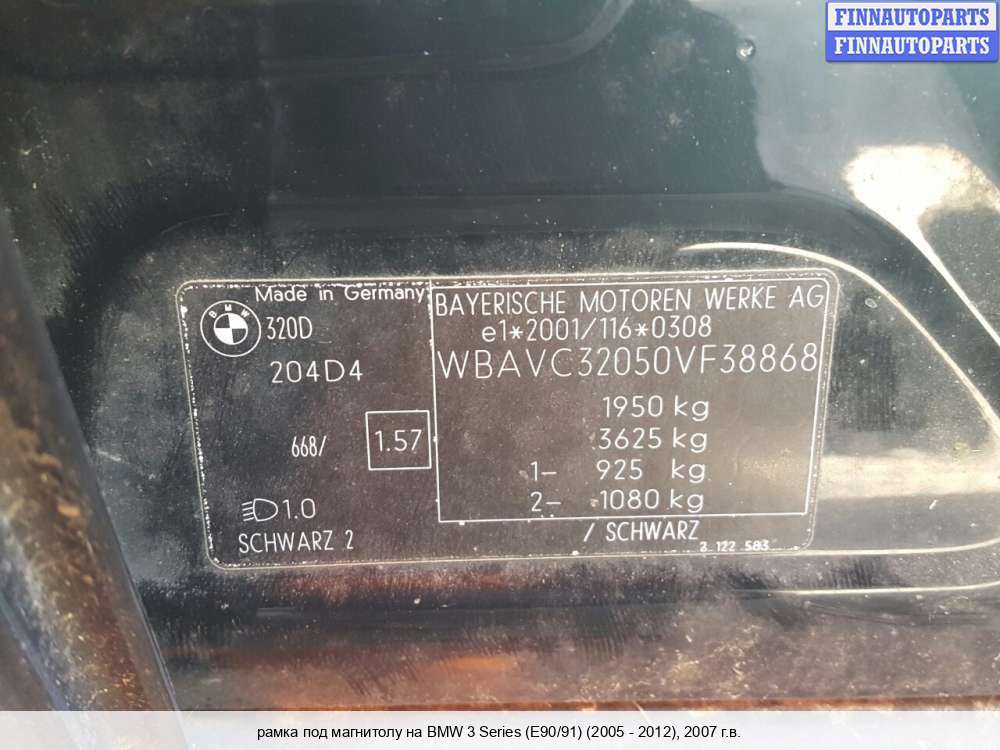 FINNAUTOPARTS
FINNAUTOPARTS
Made in Germany
BMW
320D
204D4
668/
1.57
1.0
SCHWARZ 2
BAYERISCHE MOTOREN WERKE AG
e1*2001/116*0308
WBAVC32050VF38868
1950 kg
3625 kg
1- 925 kg
2- 1080 kg
/ SCHWARZ
рамка под магнитолу на BMW 3 Series (E90/91) (2005 - 2012), 2007 г.в.